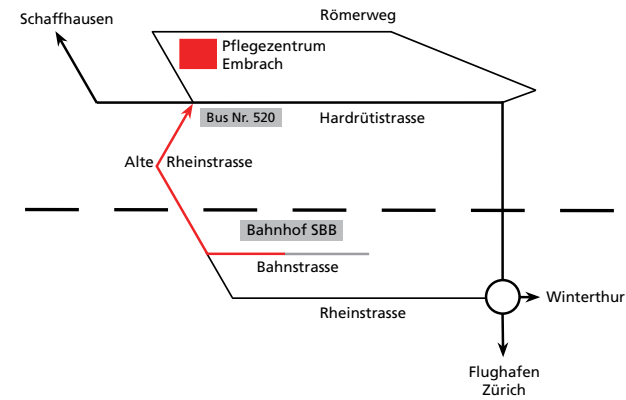 Schaffhausen
Römerweg
Pflegezentrum
Embrach
Bus Nr. 520
Hardrütistrasse
Alte Rheinstrasse
Bahnhof SBB
Bahnstrasse
Winterthur
Rheinstrasse
Flughafen
Zürich